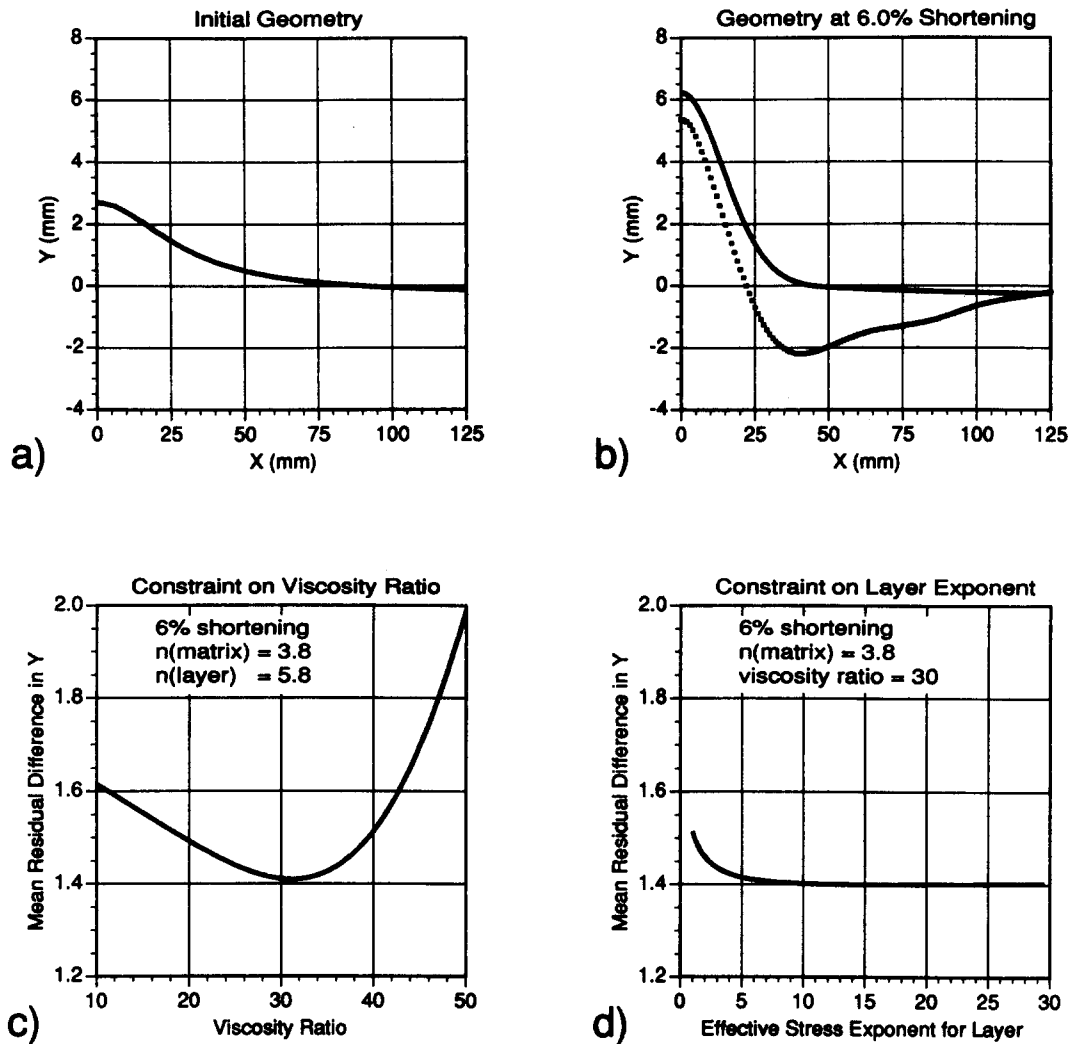 Initial Geometry
8
6
4
2
0
-2
-4
Y (mm)
0 25 50 75 100 125
X (mm)
a)
Geometry at 6.0% Shortening
8
6
4
2
0
-2
-4
Y (mm)
0 25 50 75 100 125
X (mm)
b)
Constraint on Viscosity Ratio
6% shortening
n(matrix) = 3.8
n(layer) = 5.8
2.0
1.8
1.6
1.4
1.2
Mean Residual Difference in Y
10 20 30 40 50
Viscosity Ratio
c)
Constraint on Layer Exponent
6% shortening
n(matrix) = 3.8
viscosity ratio = 30
2.0
1.8
1.6
1.4
1.2
Mean Residual Difference in Y
0 5 10 15 20 25 30
Effective Stress Exponent for Layer
d)